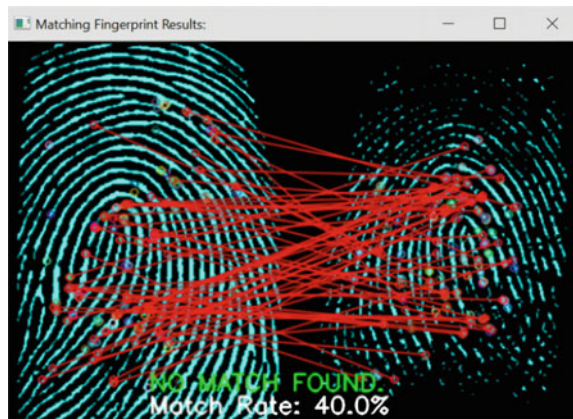 Matching Fingerprint Results:
NO MATCH FOUND.
Match Rate: 40.0%